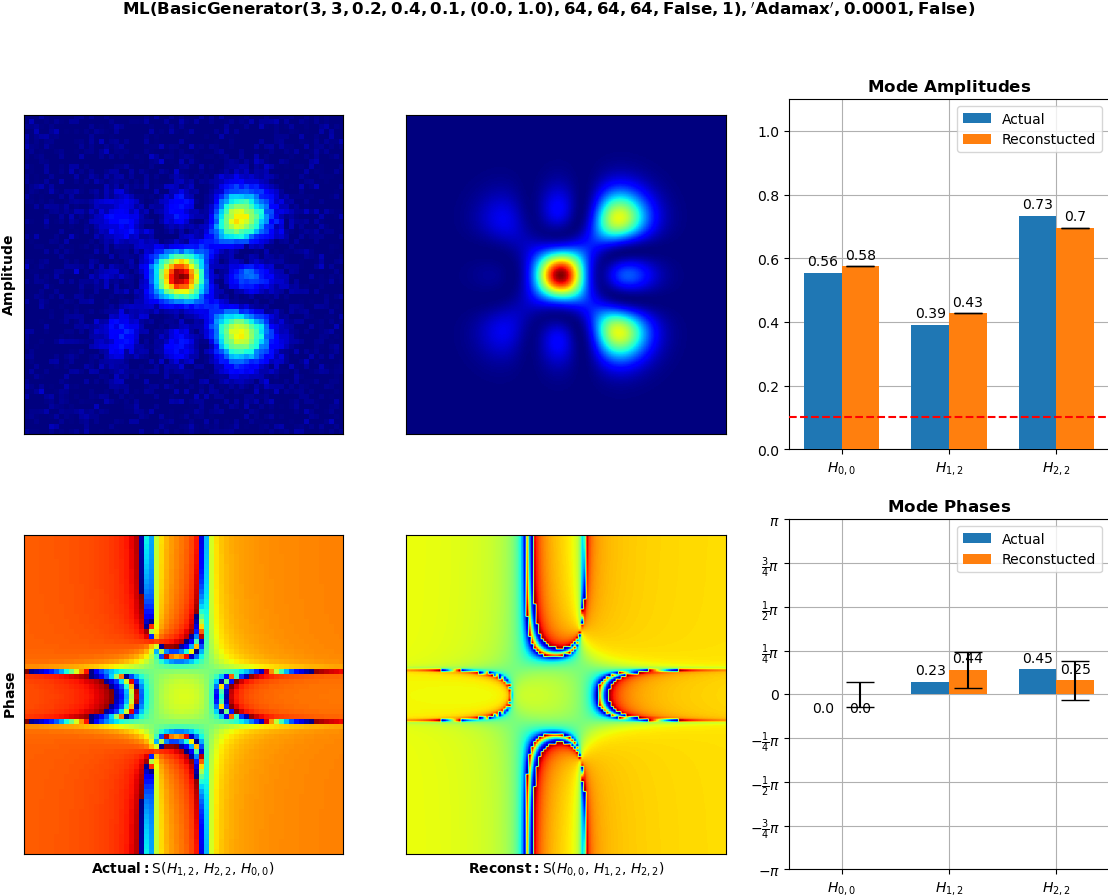 ML(BasicGenerator(3, 3, 0.2, 0.4, 0.1, (0.0, 1.0), 64, 64, 64, False, 1), ′Adamax′, 0.0001, False)
Amplitude
Mode Amplitudes
Actual
Reconstucted
1.0
0.8
0.6
0.4
0.2
0.0
0.56
0.58
0.39
0.43
0.73
0.7
H0,0
H1,2
H2,2
Phase
Actual: S(H1,2, H2,2, H0,0)
Reconst: S(H0,0, H1,2, H2,2)
Mode Phases
Actual
Reconstucted
π
3/4π
1/2π
1/4π
0
−1/4π
−1/2π
−3/4π
−π
0.0
0.0
0.23
0.44
0.45
0.25
H0,0
H1,2
H2,2